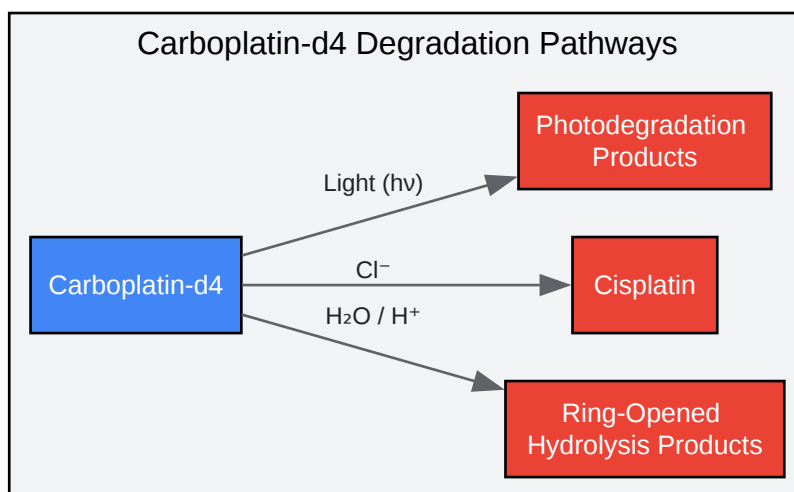 Carboplatin-d4 Degradation Pathways
Photodegradation
Products
Light (hν)
Carboplatin-d4
Cl⁻
Cisplatin
H₂O / H⁺
Ring-Opened
Hydrolysis Products